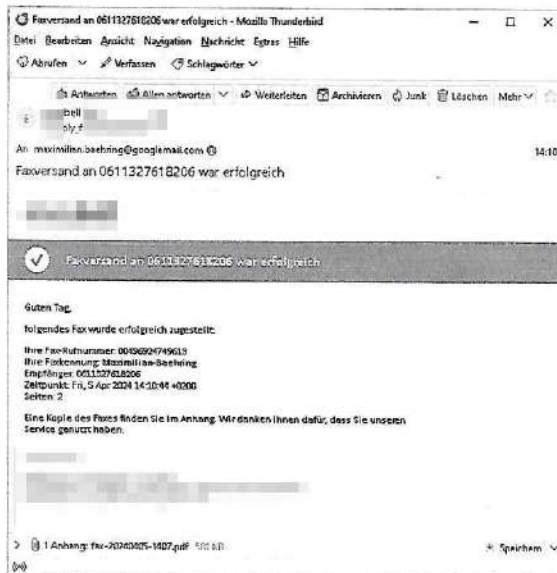 Faxversand an 0611327618206 war erfolgreich - Mozilla Thunderbird
Datei Bearbeiten Ansicht Navigation Nachricht Extras Hilfe
Abrufen Verfassen Schlagwörter
Antworten Allen antworten Weiterleiten Archivieren Junk Löschen Mehr
An maximilian.baehring@googlemail.com
14:10
Faxversand an 0611327618206 war erfolgreich
Faxversand an 0611327618206 war erfolgreich
Guten Tag,
folgendes Fax wurde erfolgreich zugestellt:
Ihre Fax-Rufnummer: 00496924749613
Ihre Faxkennung: Maximilian-Baehring
Empfänger: 0611327618206
Zeitpunkt: Fri, 5 Apr 2024 14:10:44 +0200
Seiten: 2
Eine Kopie des Faxes finden Sie im Anhang. Wir danken Ihnen dafür, dass Sie unseren
Service genutzt haben.
1 Anhang: fax-20240405-1407.pdf
Speichern